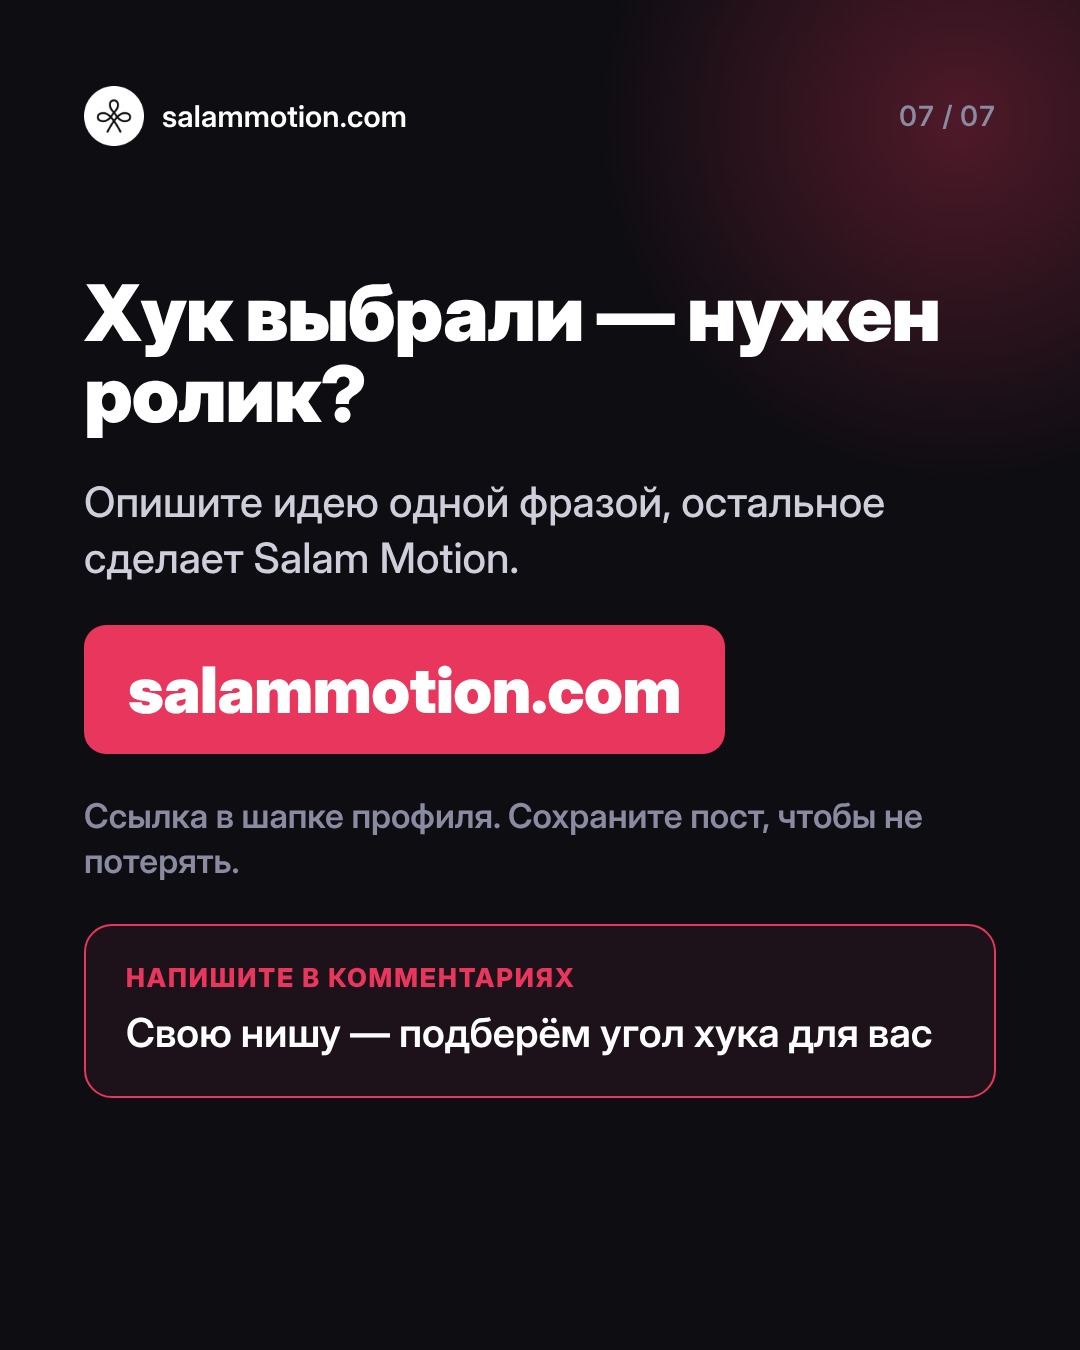 salammotion.com
07 / 07
Хук выбрали — нужен
ролик?
Опишите идею одной фразой, остальное
сделает Salam Motion.
salammotion.com
Ссылка в шапке профиля. Сохраните пост, чтобы не
потерять.
НАПИШИТЕ В КОММЕНТАРИЯХ
Свою нишу — подберём угол хука для вас